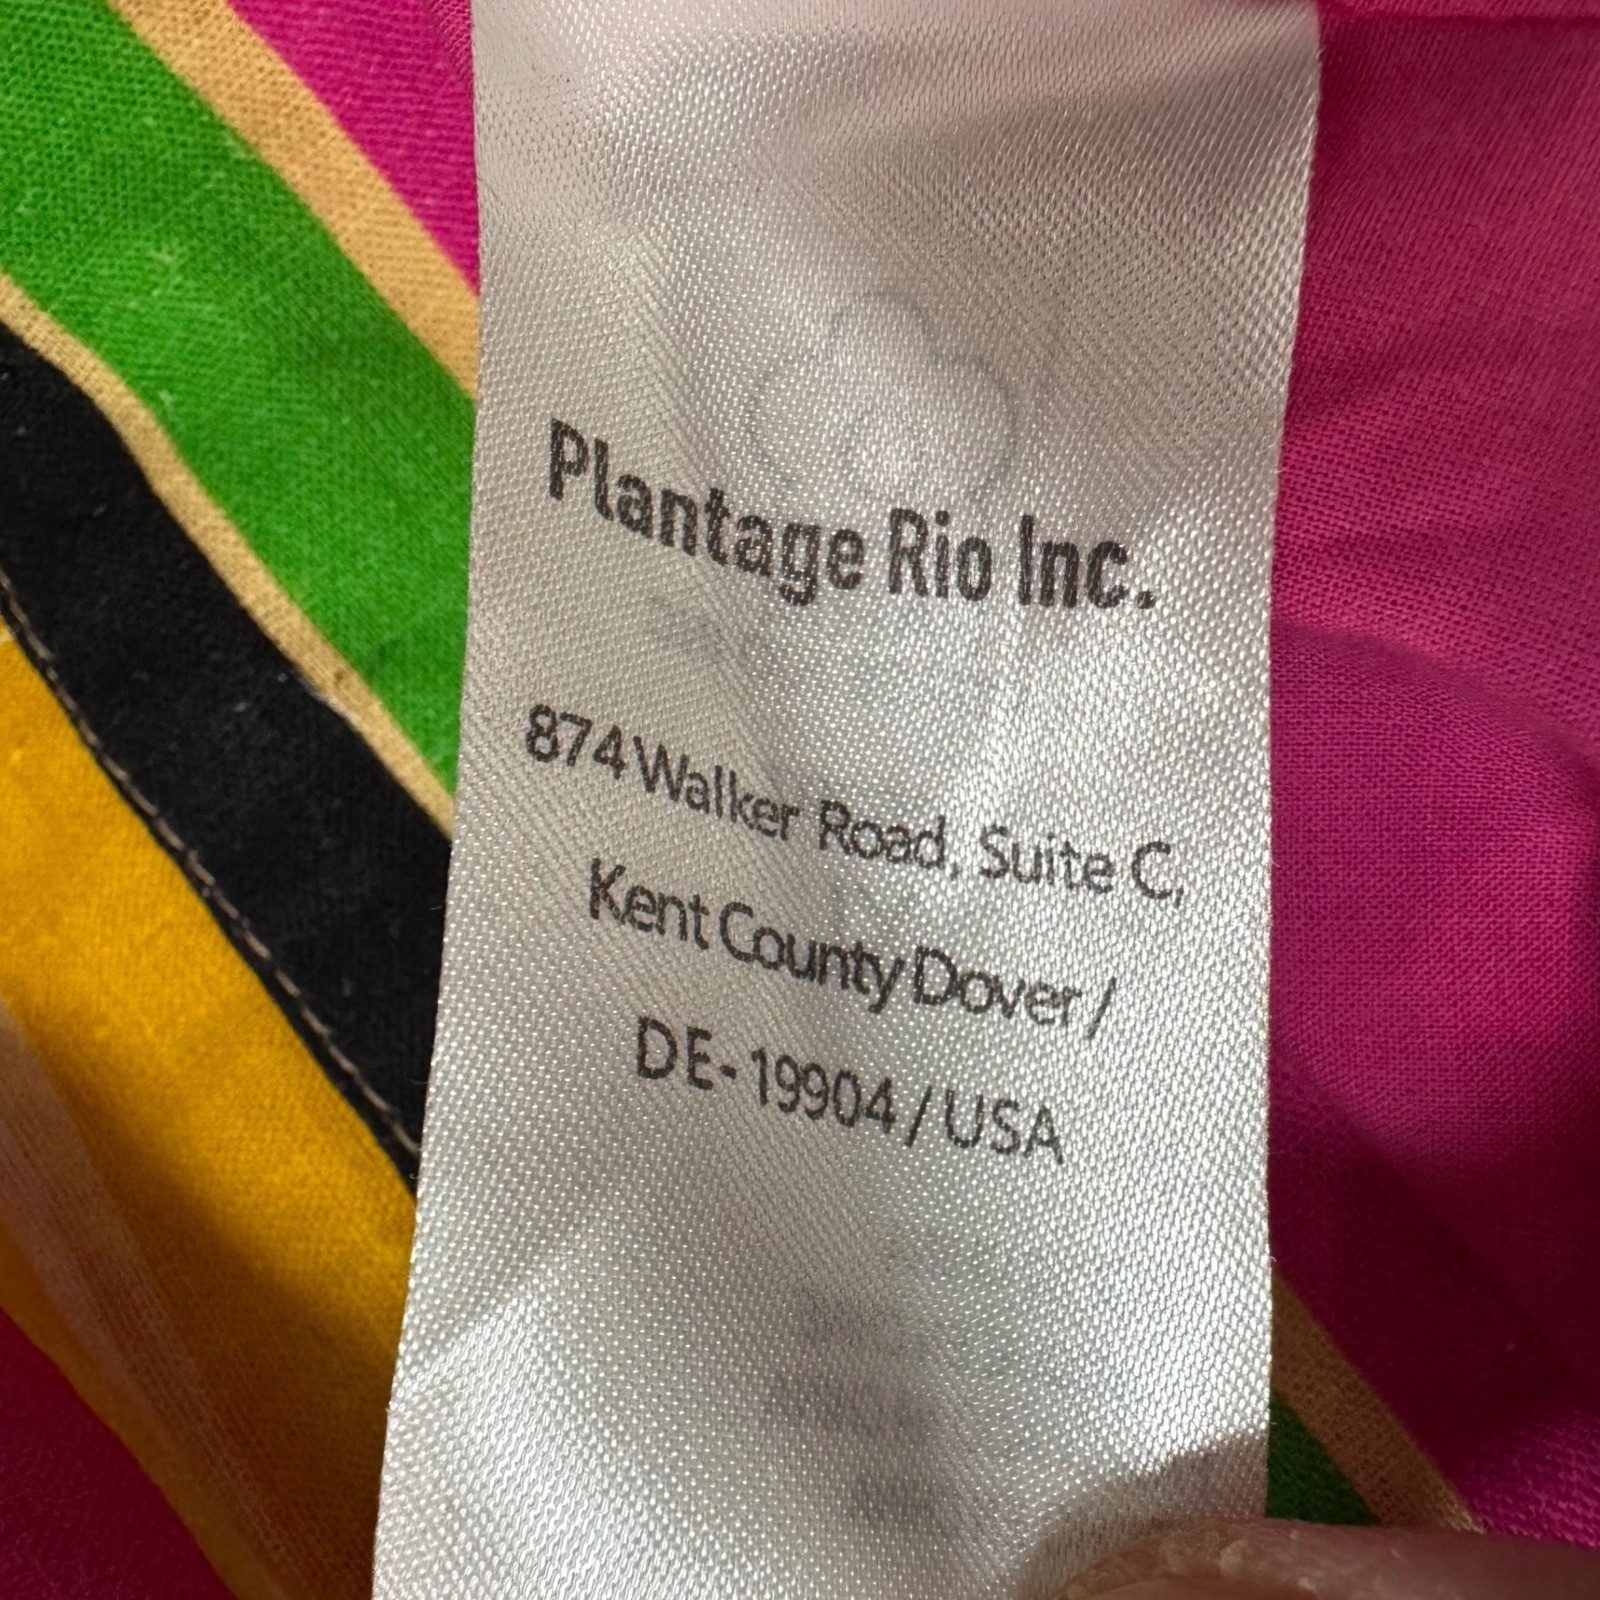 Plantage Rio Inc.
874 Walker Road, Suite C,
Kent County Dover /
DE-19904 / USA